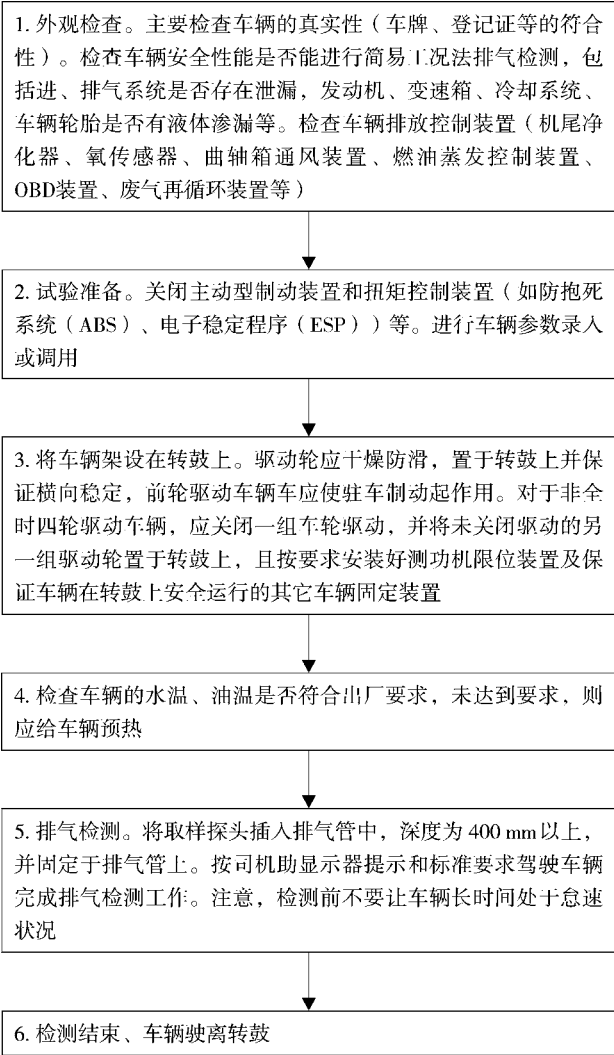 1. 外观检查。主要检查车辆的真实性（车牌、登记证等的符合
性）。检查车辆安全性能是否能进行简易工况法排气检测，包
括进、排气系统是否存在泄漏，发动机、变速箱、冷却系统、
车辆轮胎是否有液体渗漏等。检查车辆排放控制装置（机尾净
化器、氧传感器、曲轴箱通风装置、燃油蒸发控制装置、
OBD装置、废气再循环装置等）
2. 试验准备。关闭主动型制动装置和扭矩控制装置（如防抱死
系统（ABS）、电子稳定程序（ESP））等。进行车辆参数录入
或调用
3. 将车辆架设在转鼓上。驱动轮应干燥防滑，置于转鼓上并保
证横向稳定，前轮驱动车辆车应使驻车制动起作用。对于非全
时四轮驱动车辆，应关闭一组车轮驱动，并将未关闭驱动的另
一组驱动轮置于转鼓上，且按要求安装好测功机限位装置及保
证车辆在转鼓上安全运行的其它车辆固定装置
4. 检查车辆的水温、油温是否符合出厂要求，未达到要求，则
应给车辆预热
5. 排气检测。将取样探头插入排气管中，深度为 400 mm以上，
并固定于排气管上。按司机助显示器提示和标准要求驾驶车辆
完成排气检测工作。注意，检测前不要让车辆长时间处于怠速
状况
6. 检测结束、车辆驶离转鼓